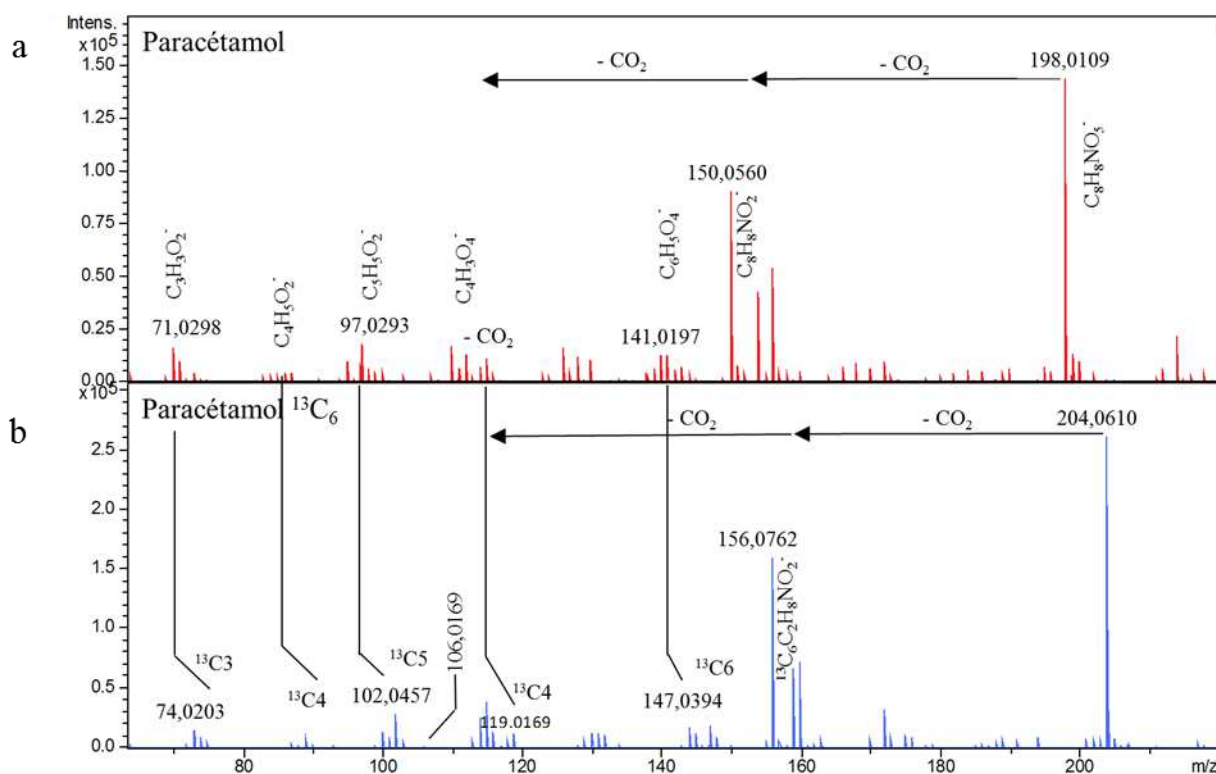 a
Intens.
x10⁵
Paracétamol
1.50
1.25
1.00
0.75
0.50
0.25
0.00
- CO₂
- CO₂
198,0109
C₈H₈NO₅⁻
150,0560
C₈H₈NO₂⁻
C₆H₅O₄⁻
141,0197
C₄H₃O₄⁻
- CO₂
C₅H₅O₂⁻
97,0293
C₄H₅O₂⁻
C₃H₃O₂⁻
71,0298
b
x10⁵
Paracétamol ¹³C₆
2.5
2.0
1.5
1.0
0.5
0.0
- CO₂
- CO₂
204,0610
156,0762
¹³C₆C₂H₈NO₂⁻
¹³C6
147,0394
¹³C4
119.0169
106,0169
¹³C5
102,0457
¹³C4
¹³C3
74,0203
80
100
120
140
160
180
200
m/z